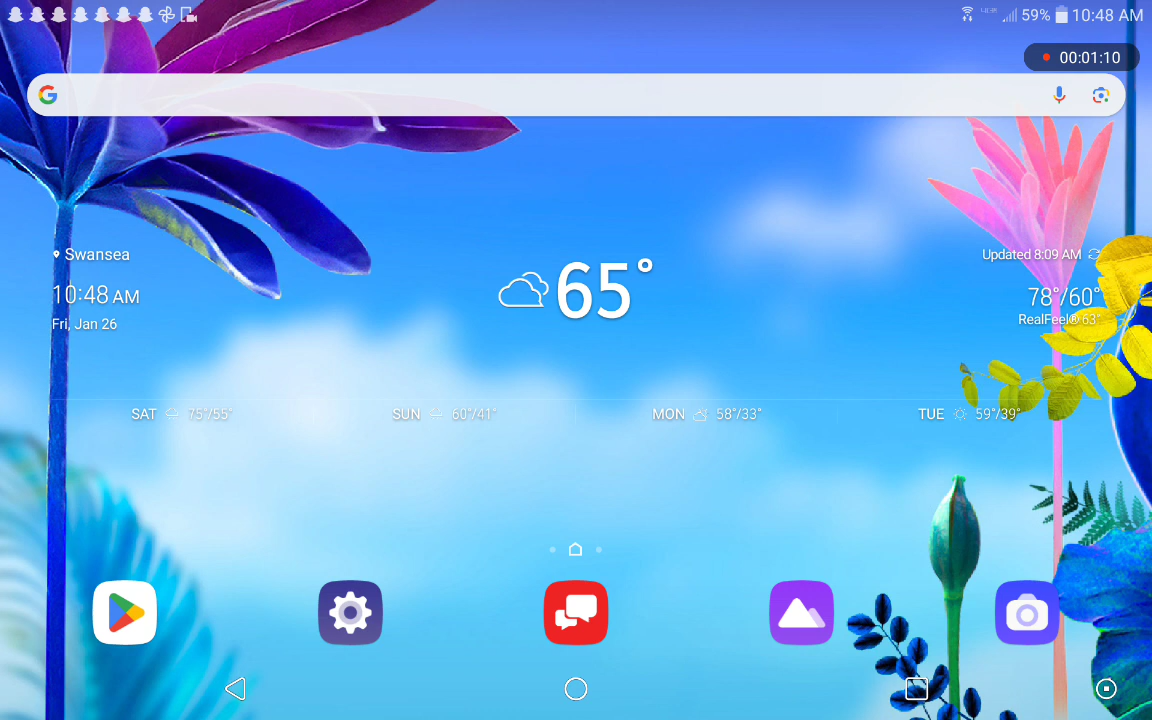 59% 10:48 AM
00:01:10
Swansea
10:48 AM
Fri, Jan 26
65°
Updated 8:09 AM
78°/60°
RealFeel® 63°
SAT 75°/55°
SUN 60°/41°
MON 58°/33°
TUE 59°/39°